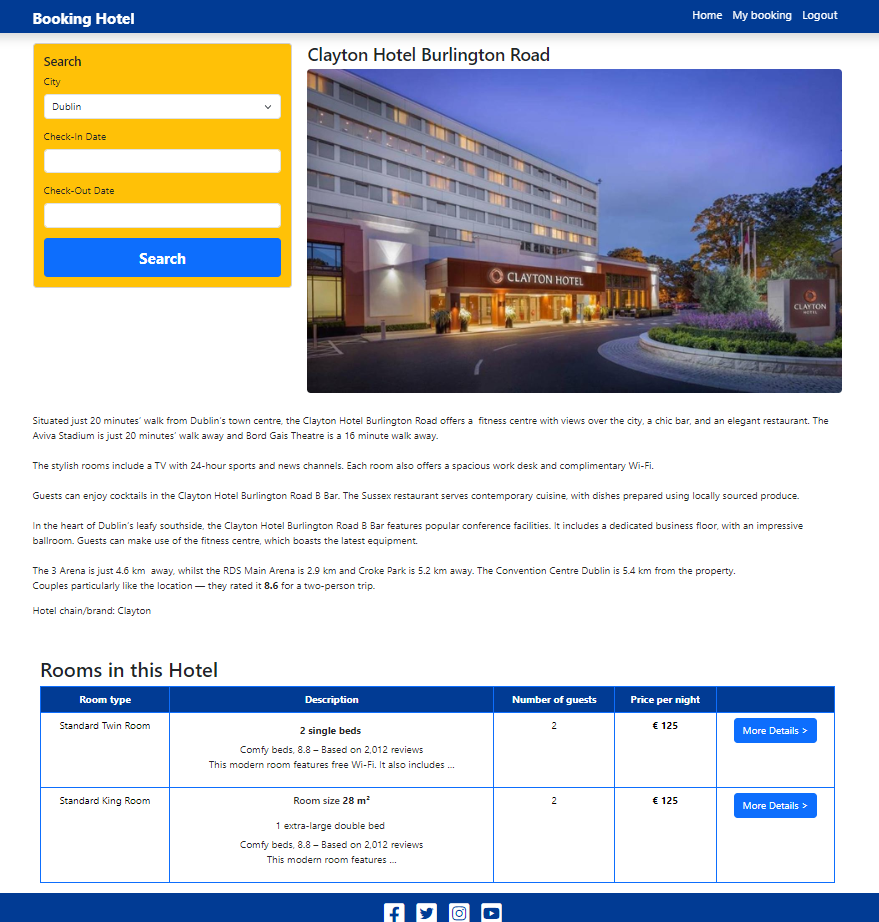 Booking Hotel
Home My booking Logout
Search
City
Dublin
Check-In Date
Check-Out Date
Search
Clayton Hotel Burlington Road
CLAYTON HOTEL
CLAYTON
HOTEL
Situated just 20 minutes’ walk from Dublin’s town centre, the Clayton Hotel Burlington Road offers a fitness centre with views over the city, a chic bar, and an elegant restaurant. The
Aviva Stadium is just 20 minutes’ walk away and Bord Gais Theatre is a 16 minute walk away.
The stylish rooms include a TV with 24-hour sports and news channels. Each room also offers a spacious work desk and complimentary Wi-Fi.
Guests can enjoy cocktails in the Clayton Hotel Burlington Road B Bar. The Sussex restaurant serves contemporary cuisine, with dishes prepared using locally sourced produce.
In the heart of Dublin’s leafy southside, the Clayton Hotel Burlington Road B Bar features popular conference facilities. It includes a dedicated business floor, with an impressive
ballroom. Guests can make use of the fitness centre, which boasts the latest equipment.
The 3 Arena is just 4.6 km away, whilst the RDS Main Arena is 2.9 km and Croke Park is 5.2 km away. The Convention Centre Dublin is 5.4 km from the property.
Couples particularly like the location — they rated it 8.6 for a two-person trip.
Hotel chain/brand: Clayton
Rooms in this Hotel
Room type Description Number of guests Price per night
Standard Twin Room 2 single beds 2 € 125 More Details >
Comfy beds, 8.8 – Based on 2,012 reviews
This modern room features free Wi-Fi. It also includes ...
Standard King Room Room size 28 m² 2 € 125 More Details >
1 extra-large double bed
Comfy beds, 8.8 – Based on 2,012 reviews
This modern room features ...